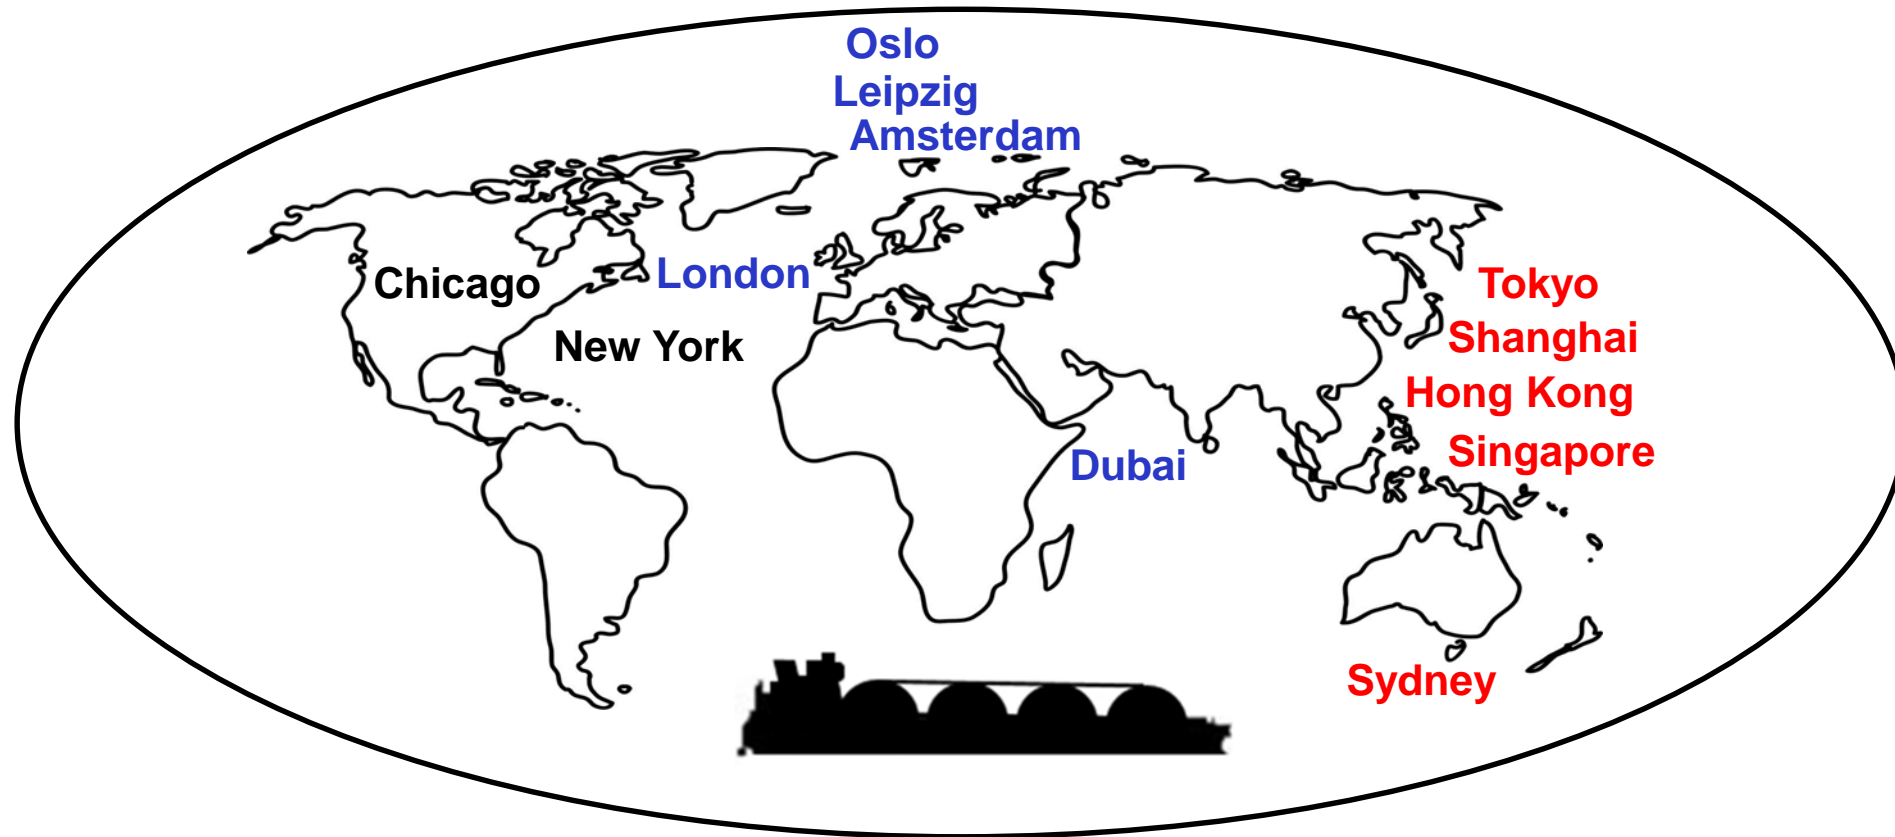 Oslo
Leipzig
Amsterdam
London
Chicago
New York
Tokyo
Shanghai
Hong Kong
Singapore
Dubai
Sydney